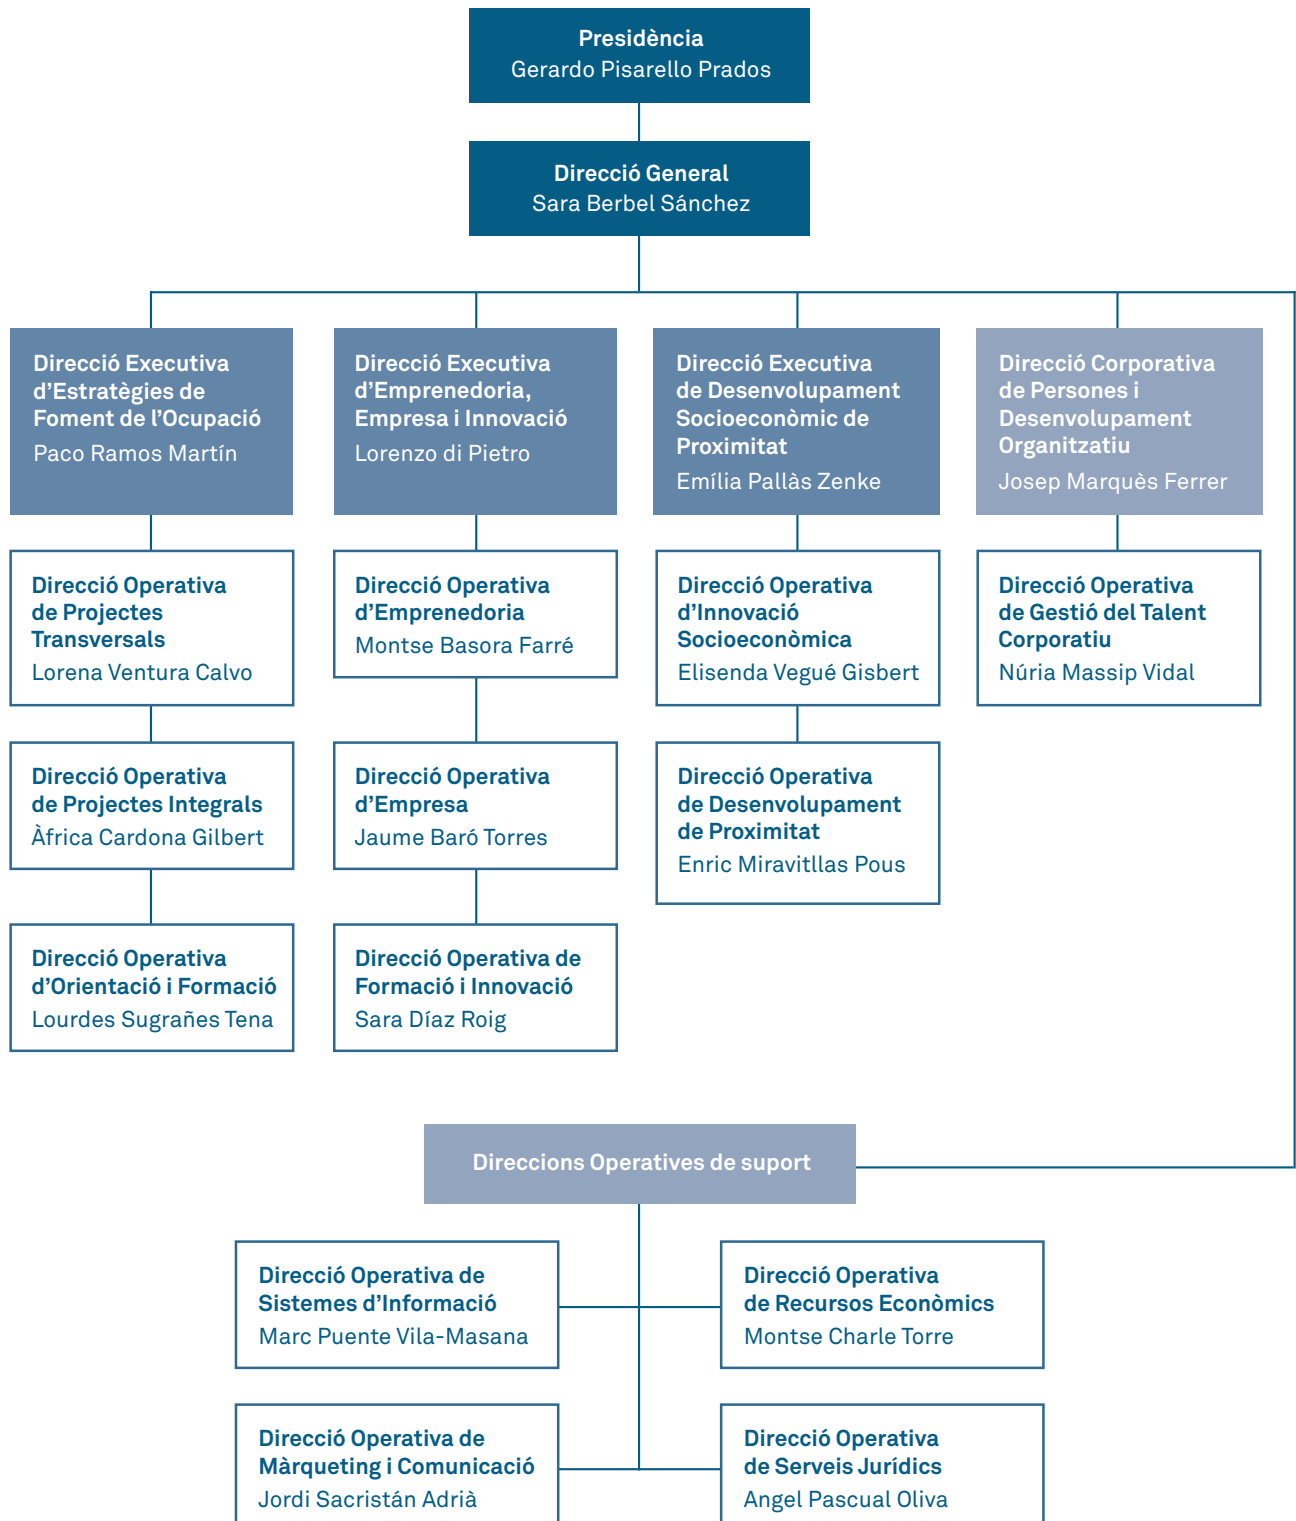 Presidència
Gerardo Pisarello Prados
Direcció General
Sara Berbel Sánchez
Direcció Executiva
d’Estratègies de
Foment de l’Ocupació
Paco Ramos Martín
Direcció Executiva
d’Emprenedoria,
Empresa i Innovació
Lorenzo di Pietro
Direcció Executiva
de Desenvolupament
Socioeconòmic de
Proximitat
Emília Pallàs Zenke
Direcció Corporativa
de Persones i
Desenvolupament
Organitzatiu
Josep Marquès Ferrer
Direcció Operativa
de Projectes
Transversals
Lorena Ventura Calvo
Direcció Operativa
d’Emprenedoria
Montse Basora Farré
Direcció Operativa
d’Innovació
Socioeconòmica
Elisenda Vegué Gisbert
Direcció Operativa
de Gestió del Talent
Corporatiu
Núria Massip Vidal
Direcció Operativa
de Projectes Integrals
Àfrica Cardona Gilbert
Direcció Operativa
d’Empresa
Jaume Baró Torres
Direcció Operativa
de Desenvolupament
de Proximitat
Enric Miravitllas Pous
Direcció Operativa
d’Orientació i Formació
Lourdes Sugrañes Tena
Direcció Operativa de
Formació i Innovació
Sara Díaz Roig
Direccions Operatives de suport
Direcció Operativa de
Sistemes d’Informació
Marc Puente Vila-Masana
Direcció Operativa
de Recursos Econòmics
Montse Charle Torre
Direcció Operativa de
Màrqueting i Comunicació
Jordi Sacristán Adrià
Direcció Operativa
de Serveis Jurídics
Angel Pascual Oliva